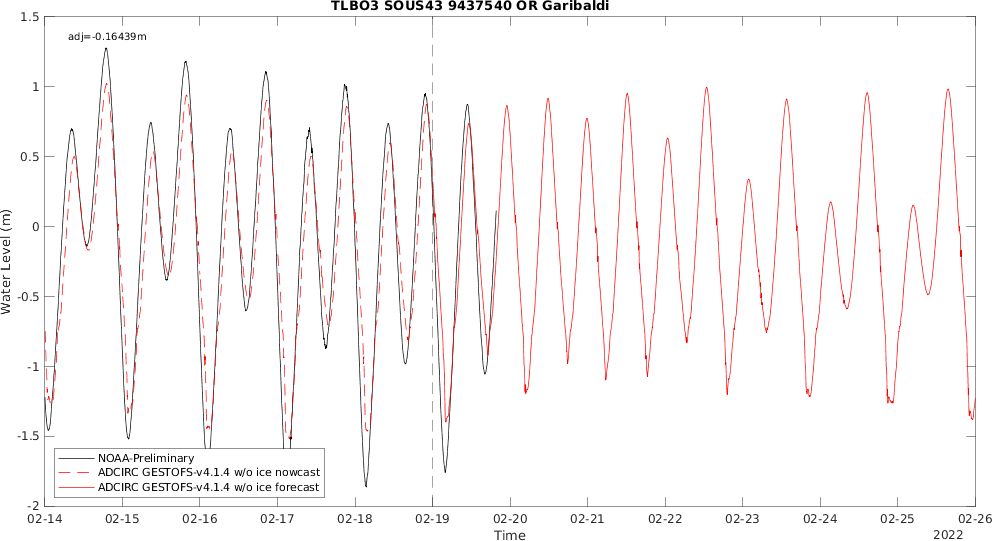 TLBO3 SOUS43 9437540 OR Garibaldi
adj=-0.16439m
1.5
1
0.5
0
-0.5
-1
-1.5
-2
Water Level (m)
NOAA-Preliminary
ADCIRC GESTOFS-v4.1.4 w/o ice nowcast
ADCIRC GESTOFS-v4.1.4 w/o ice forecast
02-14 02-15 02-16 02-17 02-18 02-19 02-20 02-21 02-22 02-23 02-24 02-25 02-26
Time
2022